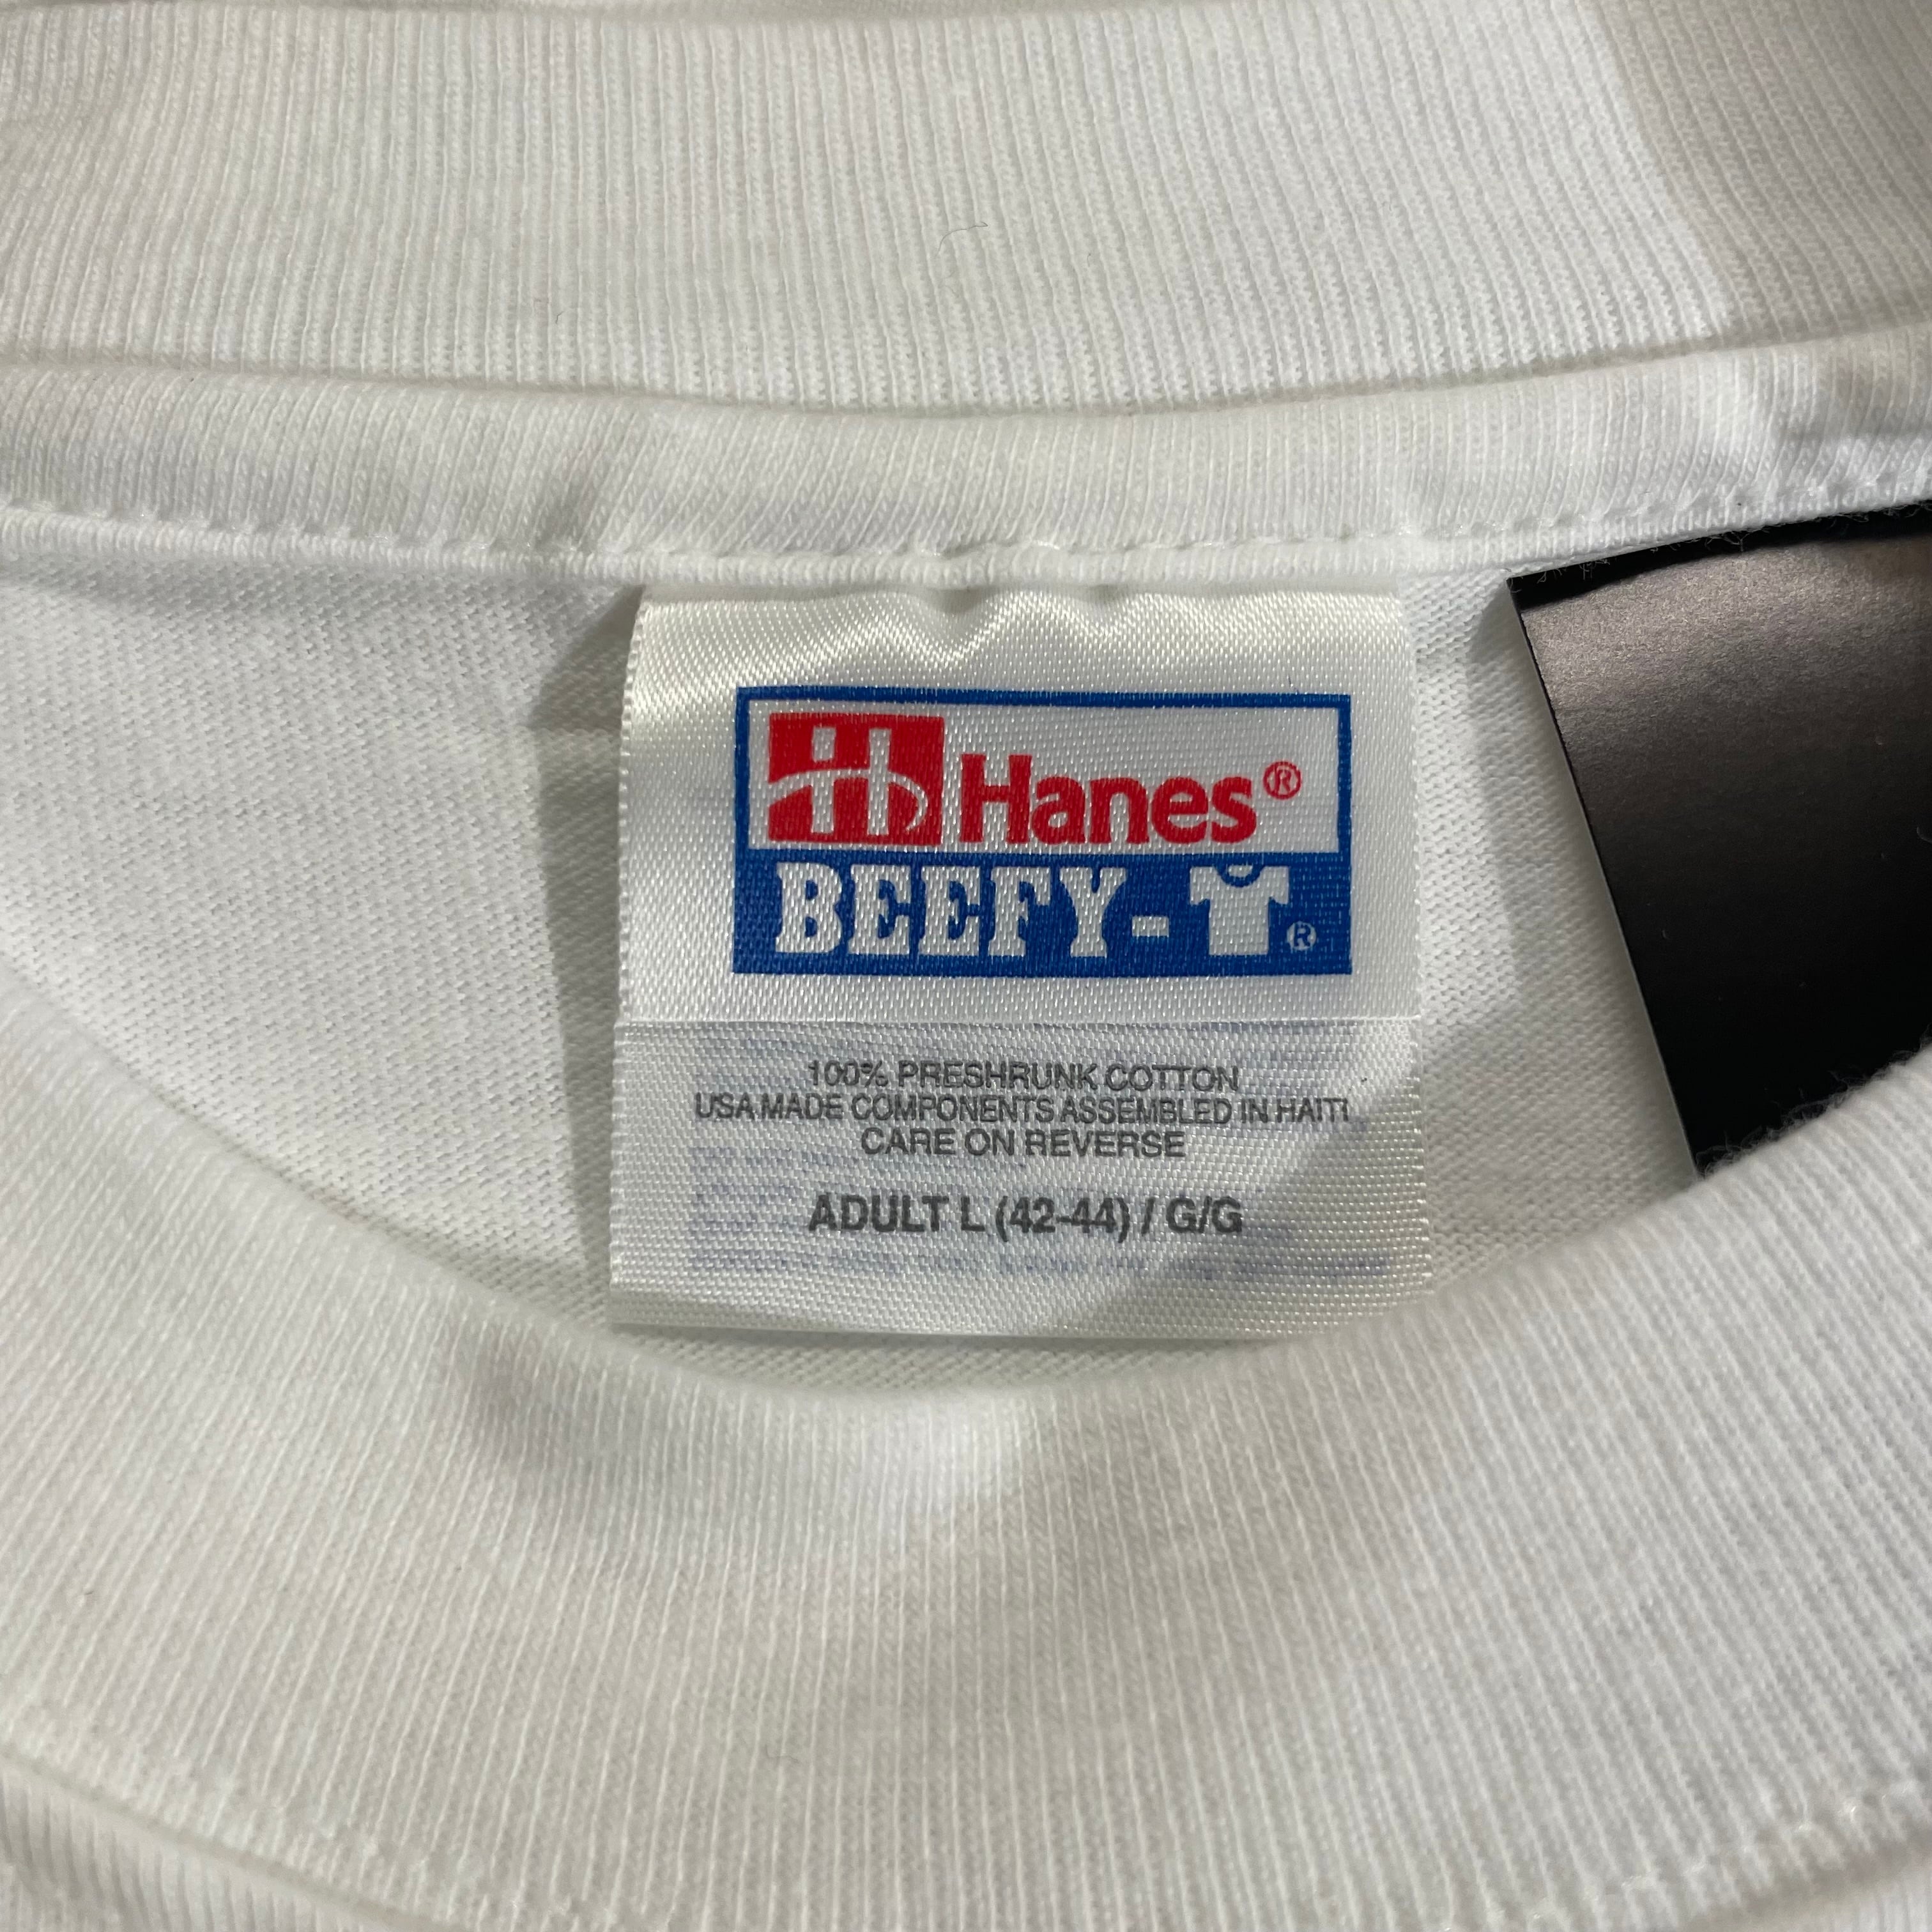 Hanes®
BEEFY-T®
100% PRESHRUNK COTTON
USA MADE COMPONENTS ASSEMBLED IN HAITI
CARE ON REVERSE
ADULT L (42-44) / G/G